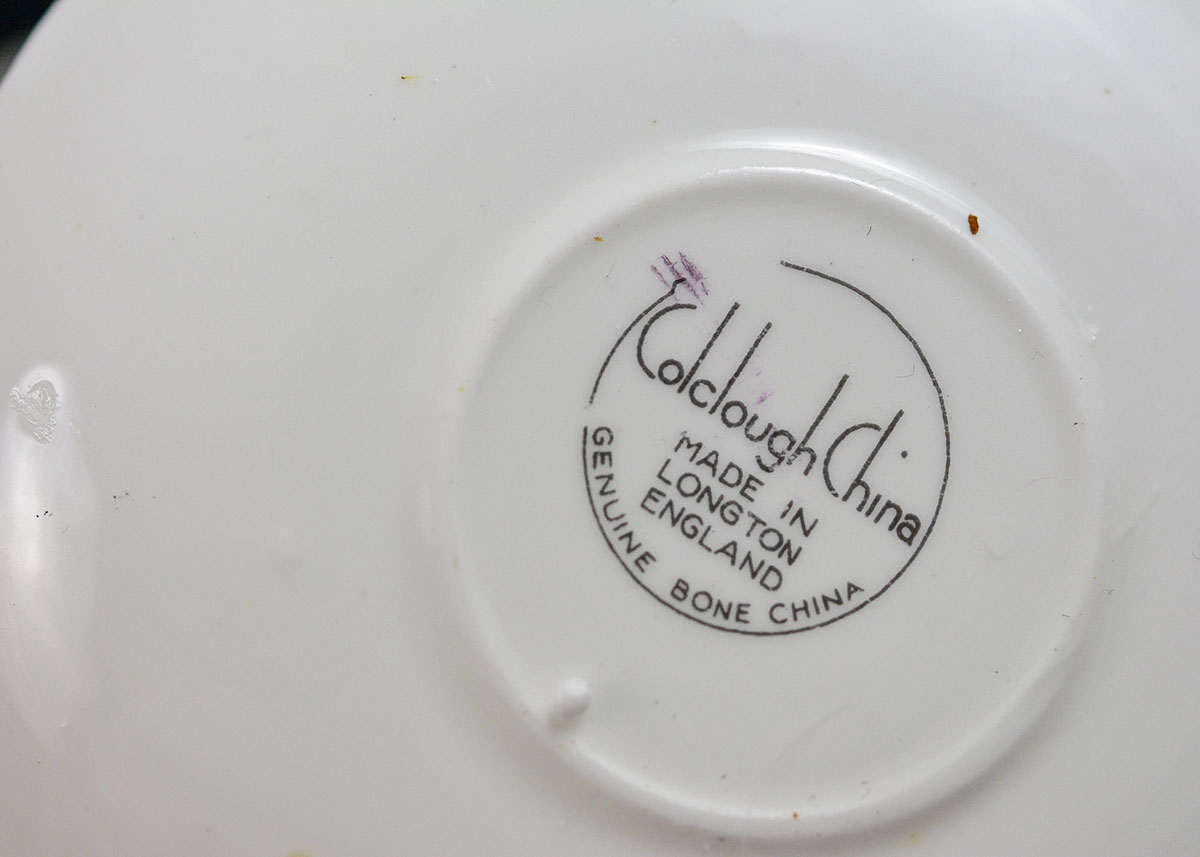 Colclough China
MADE IN
LONGTON
ENGLAND
GENUINE BONE CHINA